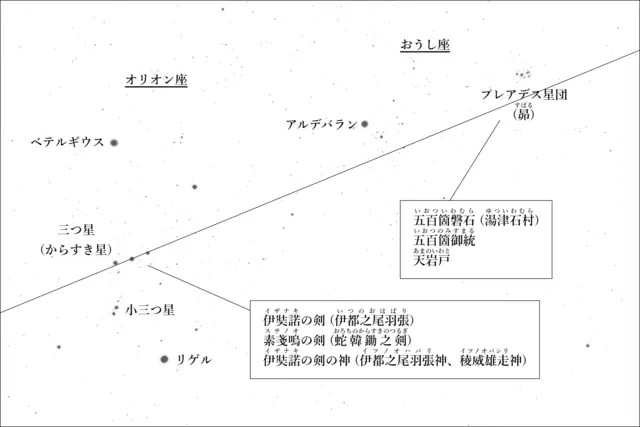 おうし座
オリオン座
プレアデス星団
すばる
（昴）
アルデバラン
ベテルギウス
三つ星
（からすき星）
小三つ星
リゲル
いおついわむら ゆついわむら
五百箇磐石（湯津石村）
いおつのみすまる
五百箇御統
あまのいわと
天岩戸
イザナキ いつのおはばり
伊奘諾の剣（伊都之尾羽張）
スサノオ おろちのからすきのつるぎ
素戔嗚の剣（蛇韓鋤之剣）
イザナキ イツノオハバリ イツノオバシリ
伊奘諾の剣の神（伊都之尾羽張神、稜威雄走神）